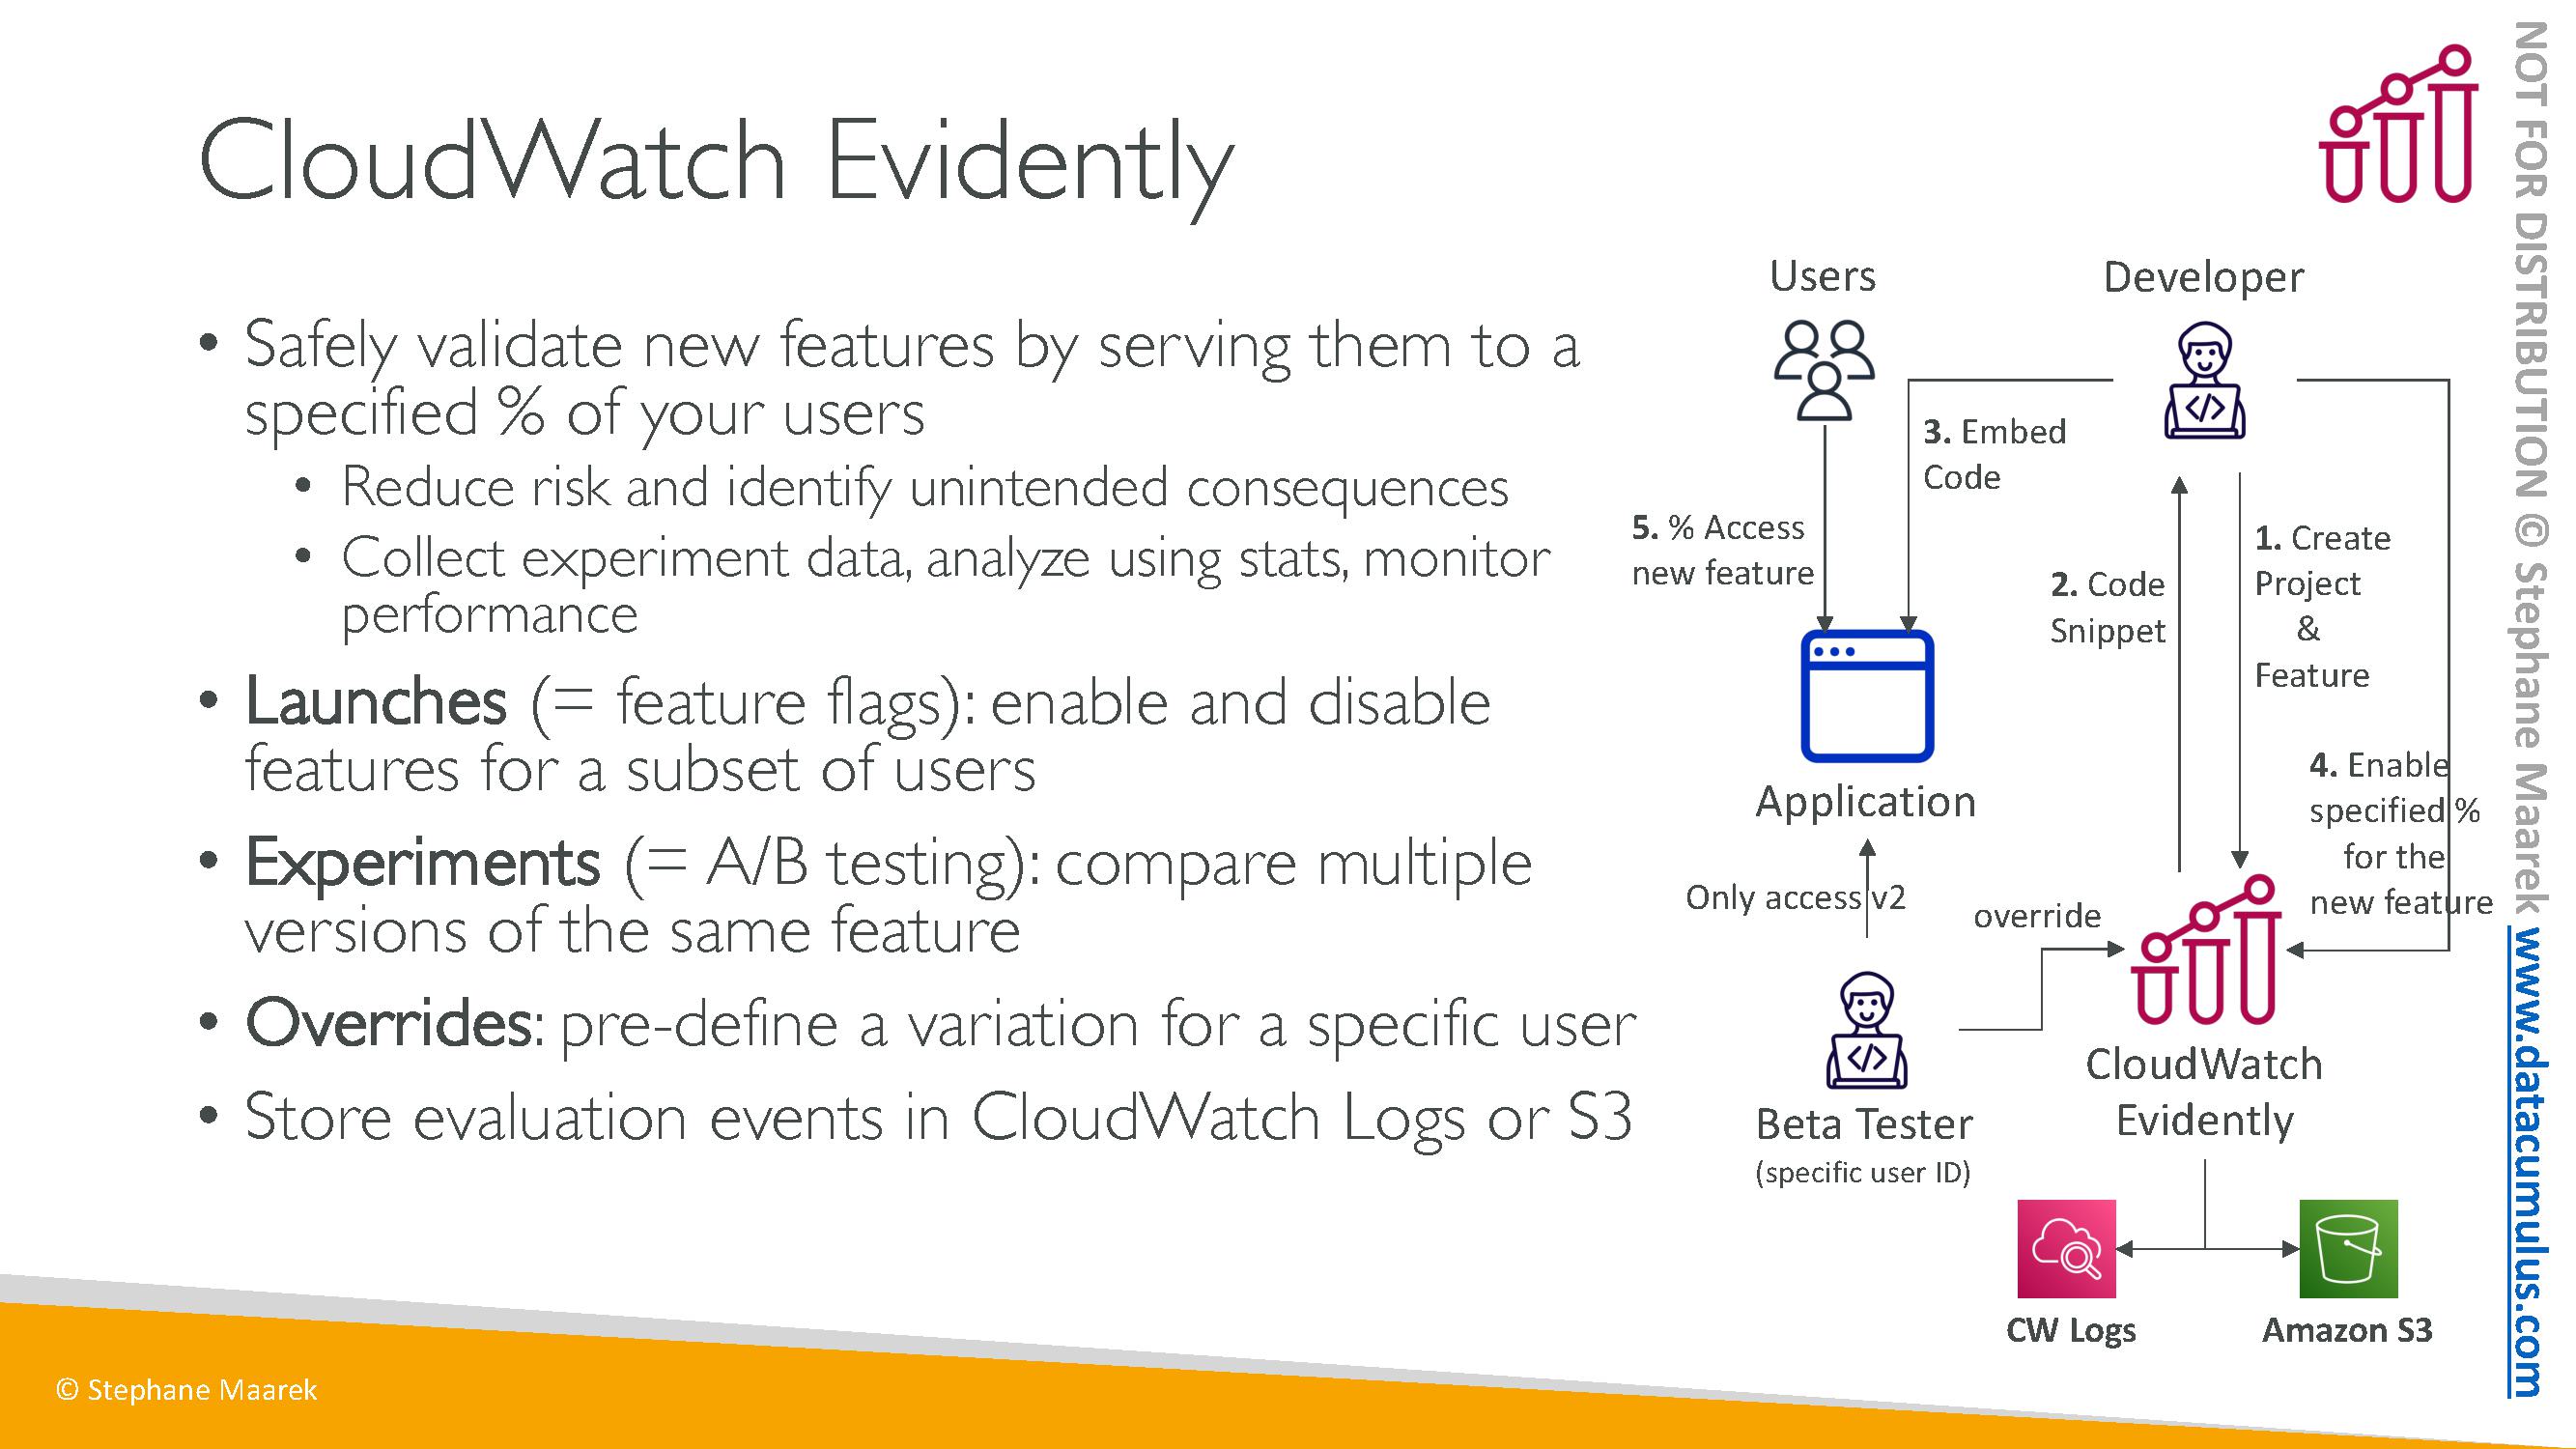 CloudWatch Evidently
• Safely validate new features by serving them to a
specified % of your users
• Reduce risk and identify unintended consequences
• Collect experiment data, analyze using stats, monitor
performance
• Launches (= feature flags): enable and disable
features for a subset of users
• Experiments (= A/B testing): compare multiple
versions of the same feature
• Overrides: pre-define a variation for a specific user
• Store evaluation events in CloudWatch Logs or S3
Users
Developer
3. Embed
Code
5. % Access
new feature
2. Code
Snippet
1. Create
Project
&
Feature
4. Enable
specified %
for the
new feature
Application
Only access v2
override
Beta Tester
(specific user ID)
CloudWatch
Evidently
CW Logs
Amazon S3
© Stephane Maarek
NOT FOR DISTRIBUTION © Stephane Maarek www.datacumulus.com